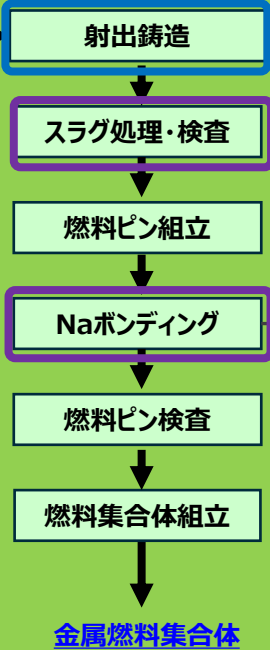 射出鋳造
スラグ処理・検査
燃料ピン組立
Naボンディング
燃料ピン検査
燃料集合体組立
金属燃料集合体